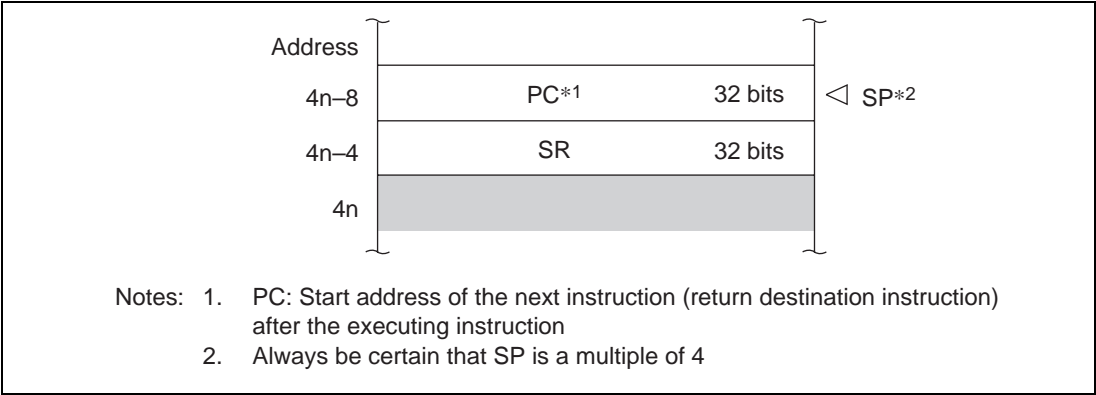 Address
4n–8 PC*1 32 bits ◁ SP*2
4n–4 SR 32 bits
4n
Notes: 1. PC: Start address of the next instruction (return destination instruction)
after the executing instruction
2. Always be certain that SP is a multiple of 4